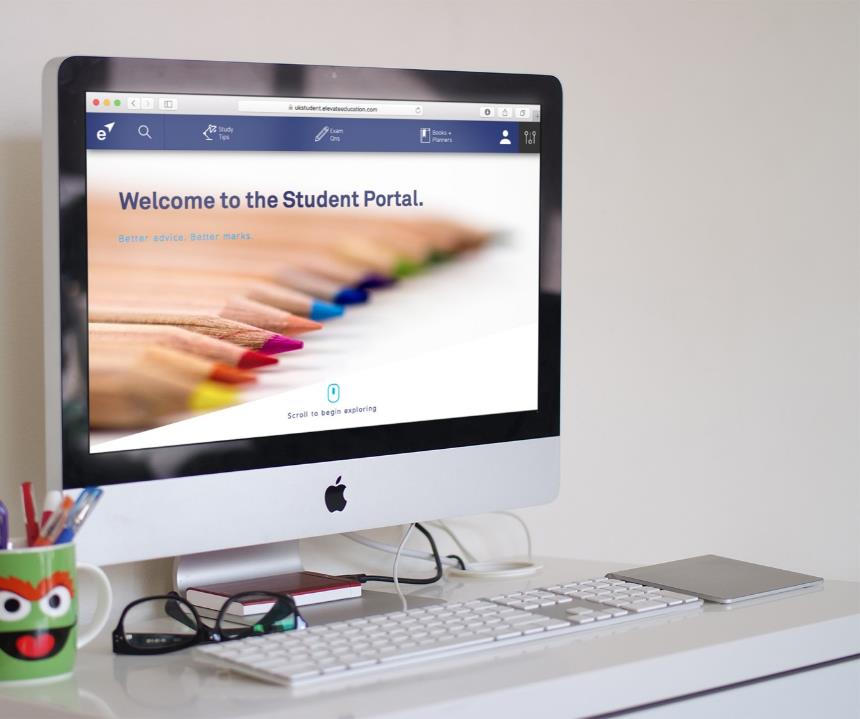 ukstudent.elevateeducation.com
e
Study
Tips
Exam
Qns
Books +
Planners
Welcome to the Student Portal.
Better advice. Better marks.
Scroll to begin exploring